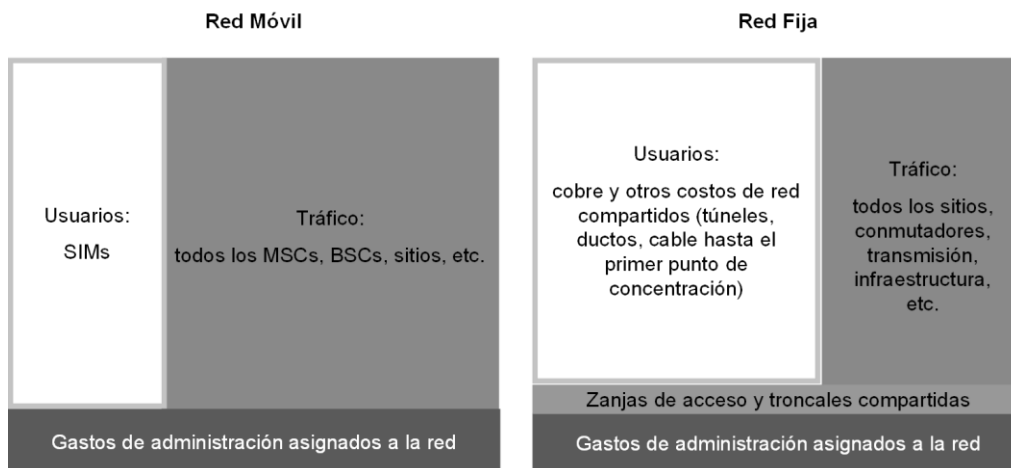 Red Móvil
Usuarios:
SIMs
Tráfico:
todos los MSCs, BSCs, sitios, etc.
Gastos de administración asignados a la red
Red Fija
Usuarios:
cobre y otros costos de red
compartidos (túneles,
ductos, cable hasta el
primer punto de
concentración)
Tráfico:
todos los sitios,
conmutadores,
transmisión,
infraestructura,
etc.
Zanjas de acceso y troncales compartidas
Gastos de administración asignados a la red